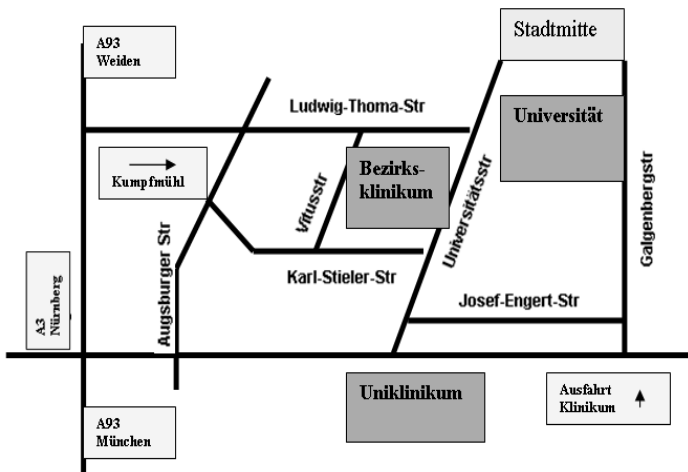 A93
Weiden
Stadtmitte
Ludwig-Thoma-Str
Universität
Kumpfmühl
Bezirks-
klinikum
Vitusstr
Universitätsstr
Galgenbergstr
Augsburger Str
Karl-Stieler-Str
A3
Nürnberg
Josef-Engert-Str
Uniklinikum
Ausfahrt
Klinikum
A93
München